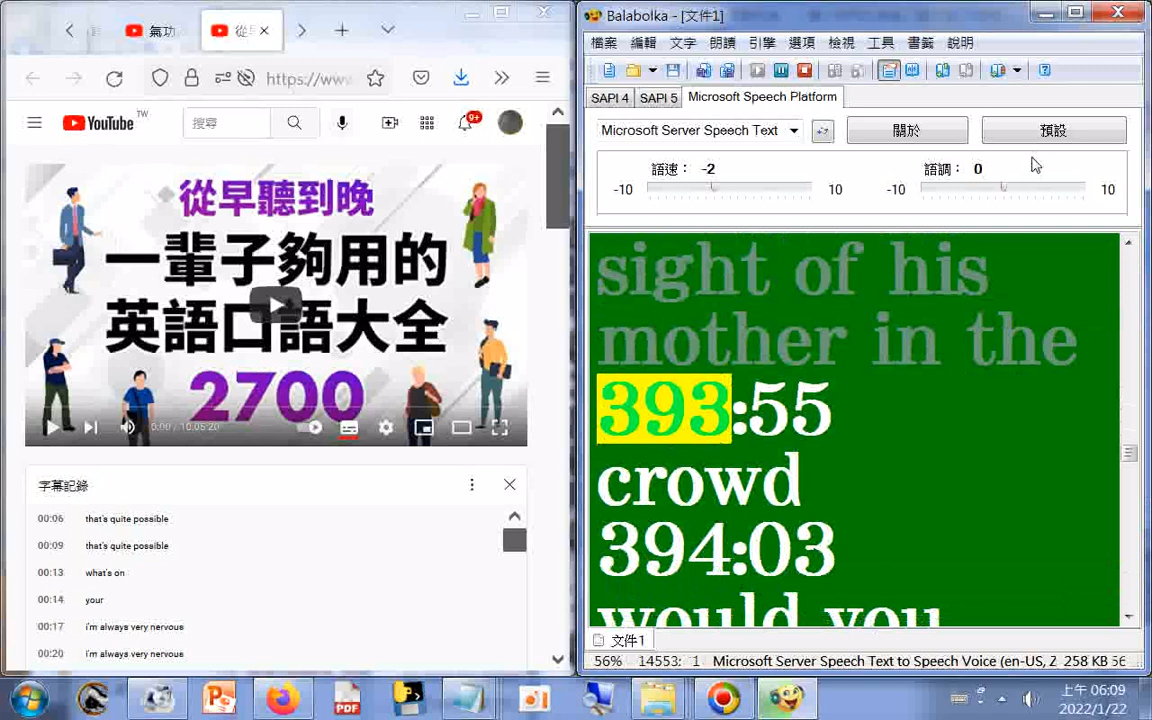 氣功
從
https://www
YouTube TW
搜尋
9+
從早聽到晚
一輩子夠用的
英語口語大全
2700
0:00 / 10:05:20
字幕記錄
00:06 that's quite possible
00:09 that's quite possible
00:13 what's on
00:14 your
00:17 i'm always very nervous
00:20 i'm always very nervous
Balabolka - [文件1]
檔案 編輯 文字 朗讀 引擎 選項 檢視 工具 書籤 說明
SAPI 4 SAPI 5 Microsoft Speech Platform
Microsoft Server Speech Text
關於
預設
語速： -2
-10 10
語調： 0
-10 10
sight of his
mother in the
393:55
crowd
394:03
would you
文件1
56% 14553: 1 Microsoft Server Speech Text to Speech Voice (en-US, 2 258 KB 56
PDF
上午 06:09
2022/1/22